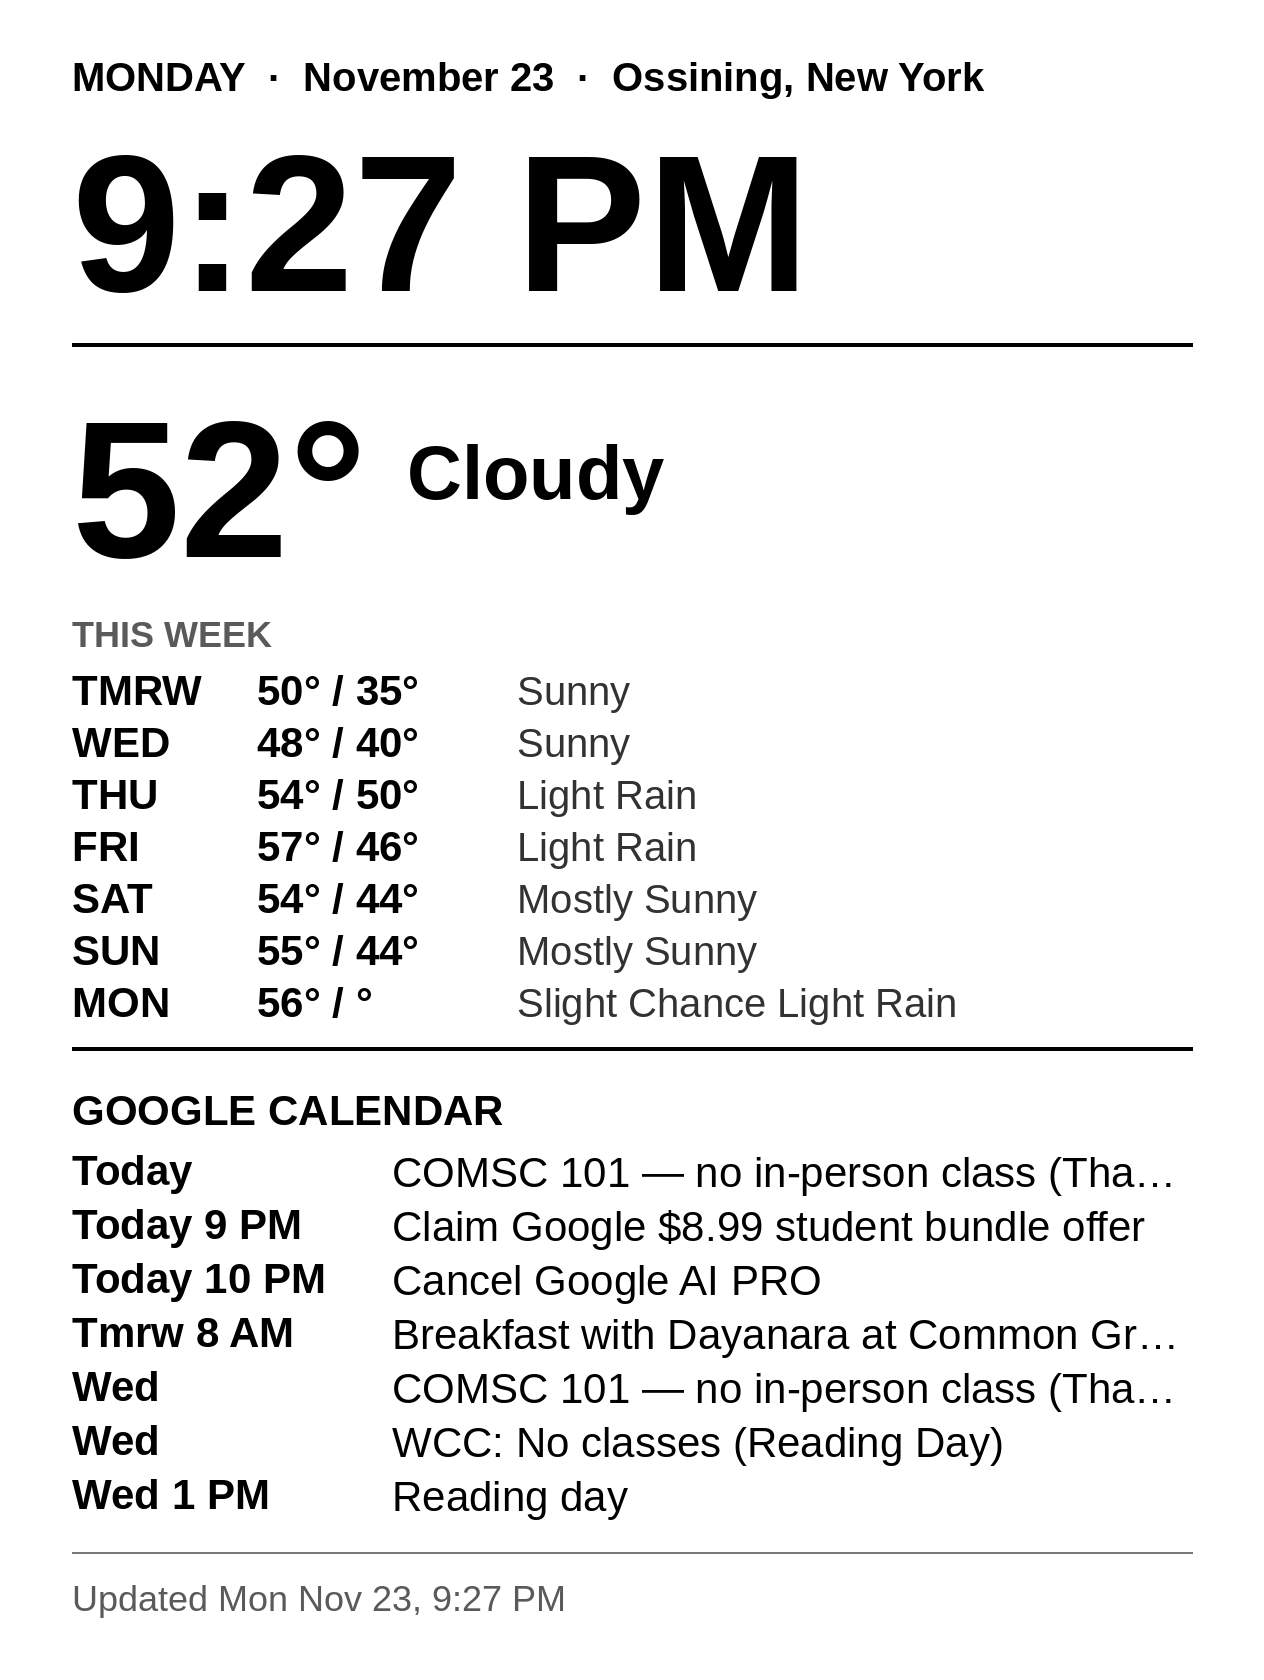 MONDAY · November 23 · Ossining, New York
9:27 PM
52° Cloudy
THIS WEEK
TMRW 50° / 35° Sunny
WED 48° / 40° Sunny
THU 54° / 50° Light Rain
FRI 57° / 46° Light Rain
SAT 54° / 44° Mostly Sunny
SUN 55° / 44° Mostly Sunny
MON 56° / ° Slight Chance Light Rain
GOOGLE CALENDAR
Today COMSC 101 — no in-person class (Tha…
Today 9 PM Claim Google $8.99 student bundle offer
Today 10 PM Cancel Google AI PRO
Tmrw 8 AM Breakfast with Dayanara at Common Gr…
Wed COMSC 101 — no in-person class (Tha…
Wed WCC: No classes (Reading Day)
Wed 1 PM Reading day
Updated Mon Nov 23, 9:27 PM